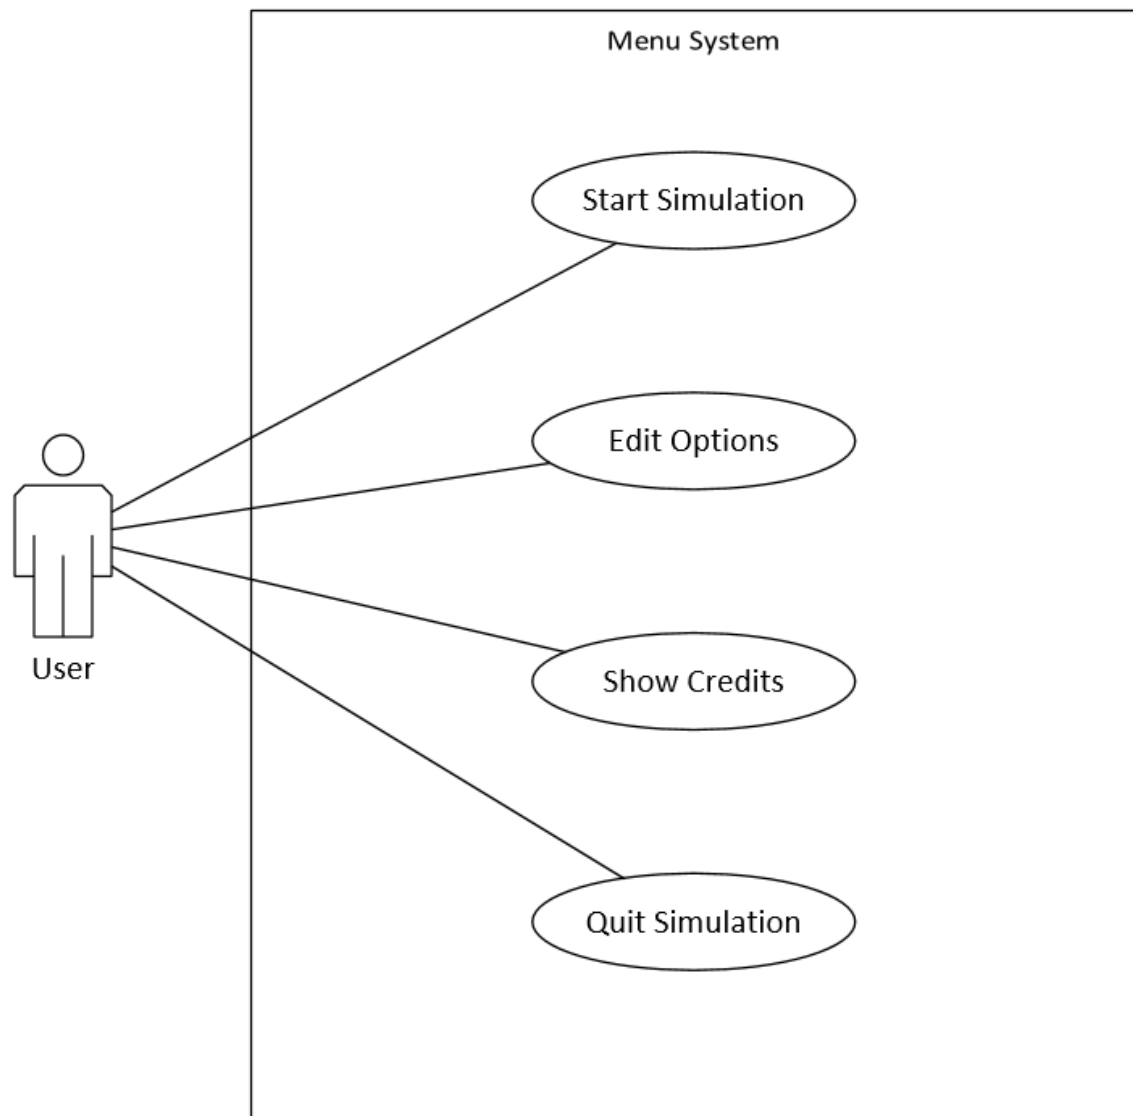 Menu System
Start Simulation
Edit Options
Show Credits
User
Quit Simulation